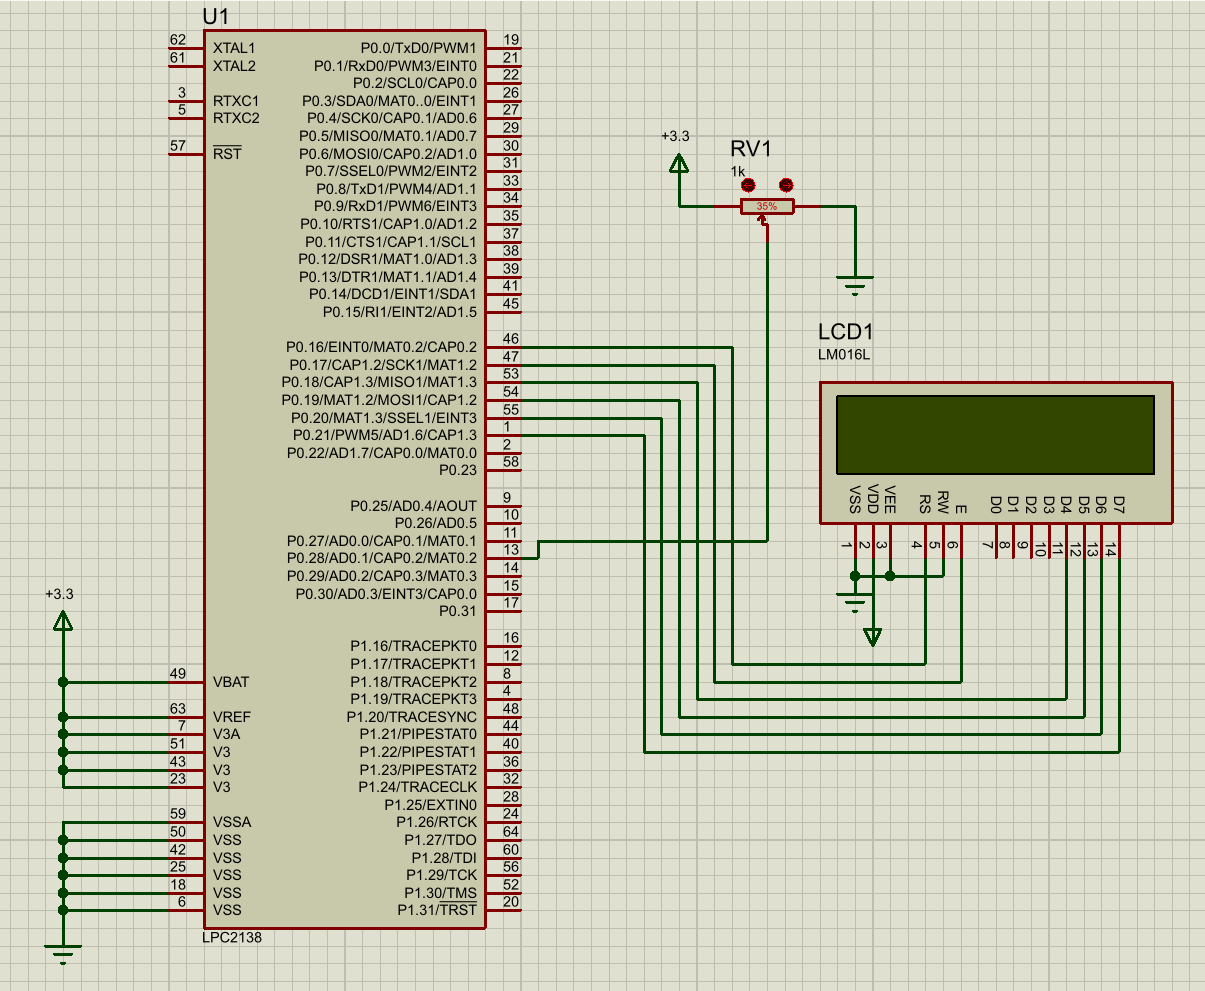 U1
62 XTAL1
61 XTAL2
3 RTXC1
5 RTXC2
57 RST
49 VBAT
63 VREF
7 V3A
51 V3
43 V3
23 V3
59 VSSA
50 VSS
42 VSS
25 VSS
18 VSS
6 VSS
P0.0/TxD0/PWM1 19
P0.1/RxD0/PWM3/EINT0 21
P0.2/SCL0/CAP0.0 22
P0.3/SDA0/MAT0..0/EINT1 26
P0.4/SCK0/CAP0.1/AD0.6 27
P0.5/MISO0/MAT0.1/AD0.7 29
P0.6/MOSI0/CAP0.2/AD1.0 30
P0.7/SSEL0/PWM2/EINT2 31
P0.8/TxD1/PWM4/AD1.1 33
P0.9/RxD1/PWM6/EINT3 34
P0.10/RTS1/CAP1.0/AD1.2 35
P0.11/CTS1/CAP1.1/SCL1 37
P0.12/DSR1/MAT1.0/AD1.3 38
P0.13/DTR1/MAT1.1/AD1.4 39
P0.14/DCD1/EINT1/SDA1 41
P0.15/RI1/EINT2/AD1.5 45
P0.16/EINT0/MAT0.2/CAP0.2 46
P0.17/CAP1.2/SCK1/MAT1.2 47
P0.18/CAP1.3/MISO1/MAT1.3 53
P0.19/MAT1.2/MOSI1/CAP1.2 54
P0.20/MAT1.3/SSEL1/EINT3 55
P0.21/PWM5/AD1.6/CAP1.3 1
P0.22/AD1.7/CAP0.0/MAT0.0 2
P0.23 58
P0.25/AD0.4/AOUT 9
P0.26/AD0.5 10
P0.27/AD0.0/CAP0.1/MAT0.1 11
P0.28/AD0.1/CAP0.2/MAT0.2 13
P0.29/AD0.2/CAP0.3/MAT0.3 14
P0.30/AD0.3/EINT3/CAP0.0 15
P0.31 17
P1.16/TRACEPKT0 16
P1.17/TRACEPKT1 12
P1.18/TRACEPKT2 8
P1.19/TRACEPKT3 4
P1.20/TRACESYNC 48
P1.21/PIPESTAT0 44
P1.22/PIPESTAT1 40
P1.23/PIPESTAT2 36
P1.24/TRACECLK 32
P1.25/EXTIN0 28
P1.26/RTCK 24
P1.27/TDO 64
P1.28/TDI 60
P1.29/TCK 56
P1.30/TMS 52
P1.31/TRST 20
LPC2138
+3.3
+3.3
RV1
1k
35%
LCD1
LM016L
VSS VDD VEE RS RW E D0 D1 D2 D3 D4 D5 D6 D7
1 2 3 4 5 6 7 8 9 10 11 12 13 14